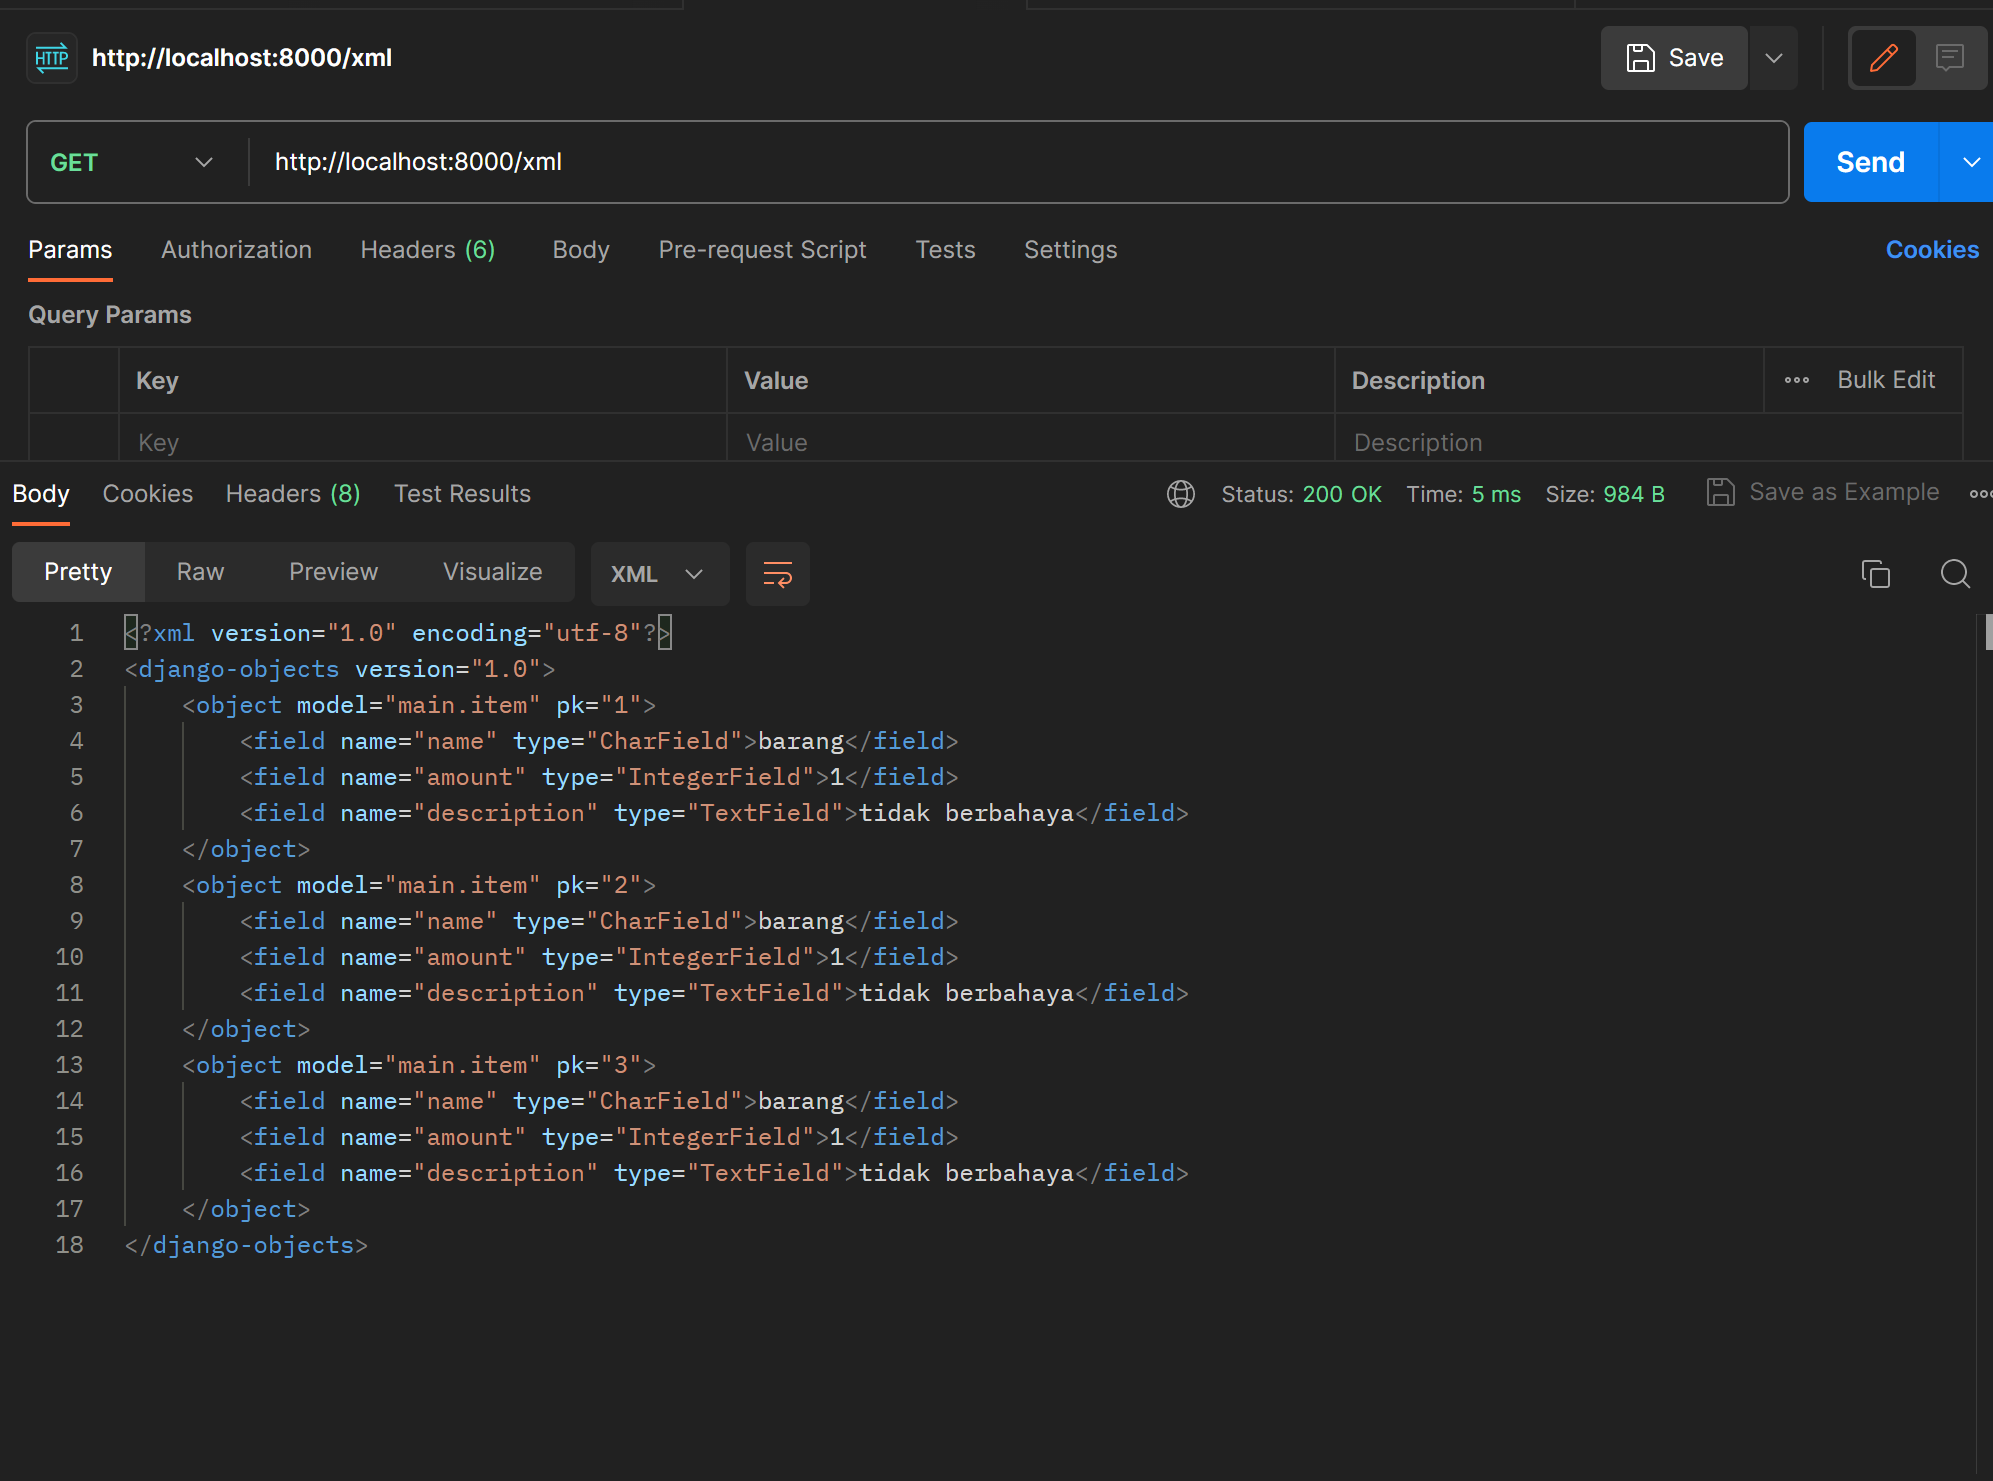 HTTP http://localhost:8000/xml Save
GET http://localhost:8000/xml Send
Params Authorization Headers (6) Body Pre-request Script Tests Settings Cookies
Query Params
Key Value Description Bulk Edit
Key Value Description
Body Cookies Headers (8) Test Results Status: 200 OK Time: 5 ms Size: 984 B Save as Example
Pretty Raw Preview Visualize XML
1 <?xml version="1.0" encoding="utf-8"?>
2 <django-objects version="1.0">
3 <object model="main.item" pk="1">
4 <field name="name" type="CharField">barang</field>
5 <field name="amount" type="IntegerField">1</field>
6 <field name="description" type="TextField">tidak berbahaya</field>
7 </object>
8 <object model="main.item" pk="2">
9 <field name="name" type="CharField">barang</field>
10 <field name="amount" type="IntegerField">1</field>
11 <field name="description" type="TextField">tidak berbahaya</field>
12 </object>
13 <object model="main.item" pk="3">
14 <field name="name" type="CharField">barang</field>
15 <field name="amount" type="IntegerField">1</field>
16 <field name="description" type="TextField">tidak berbahaya</field>
17 </object>
18 </django-objects>